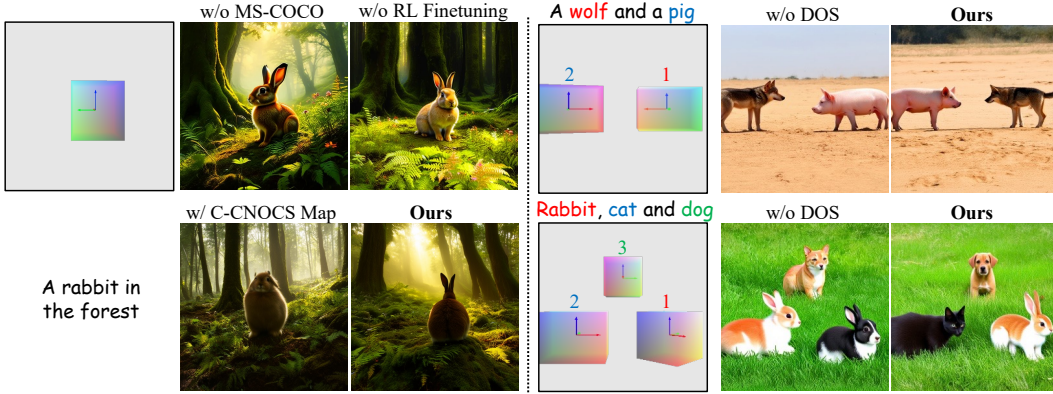 w/o MS-COCO
w/o RL Finetuning
w/ C-CNOCS Map
Ours
A rabbit in
the forest
A wolf and a pig
w/o DOS
Ours
2
1
Rabbit, cat and dog
w/o DOS
Ours
3
2
1